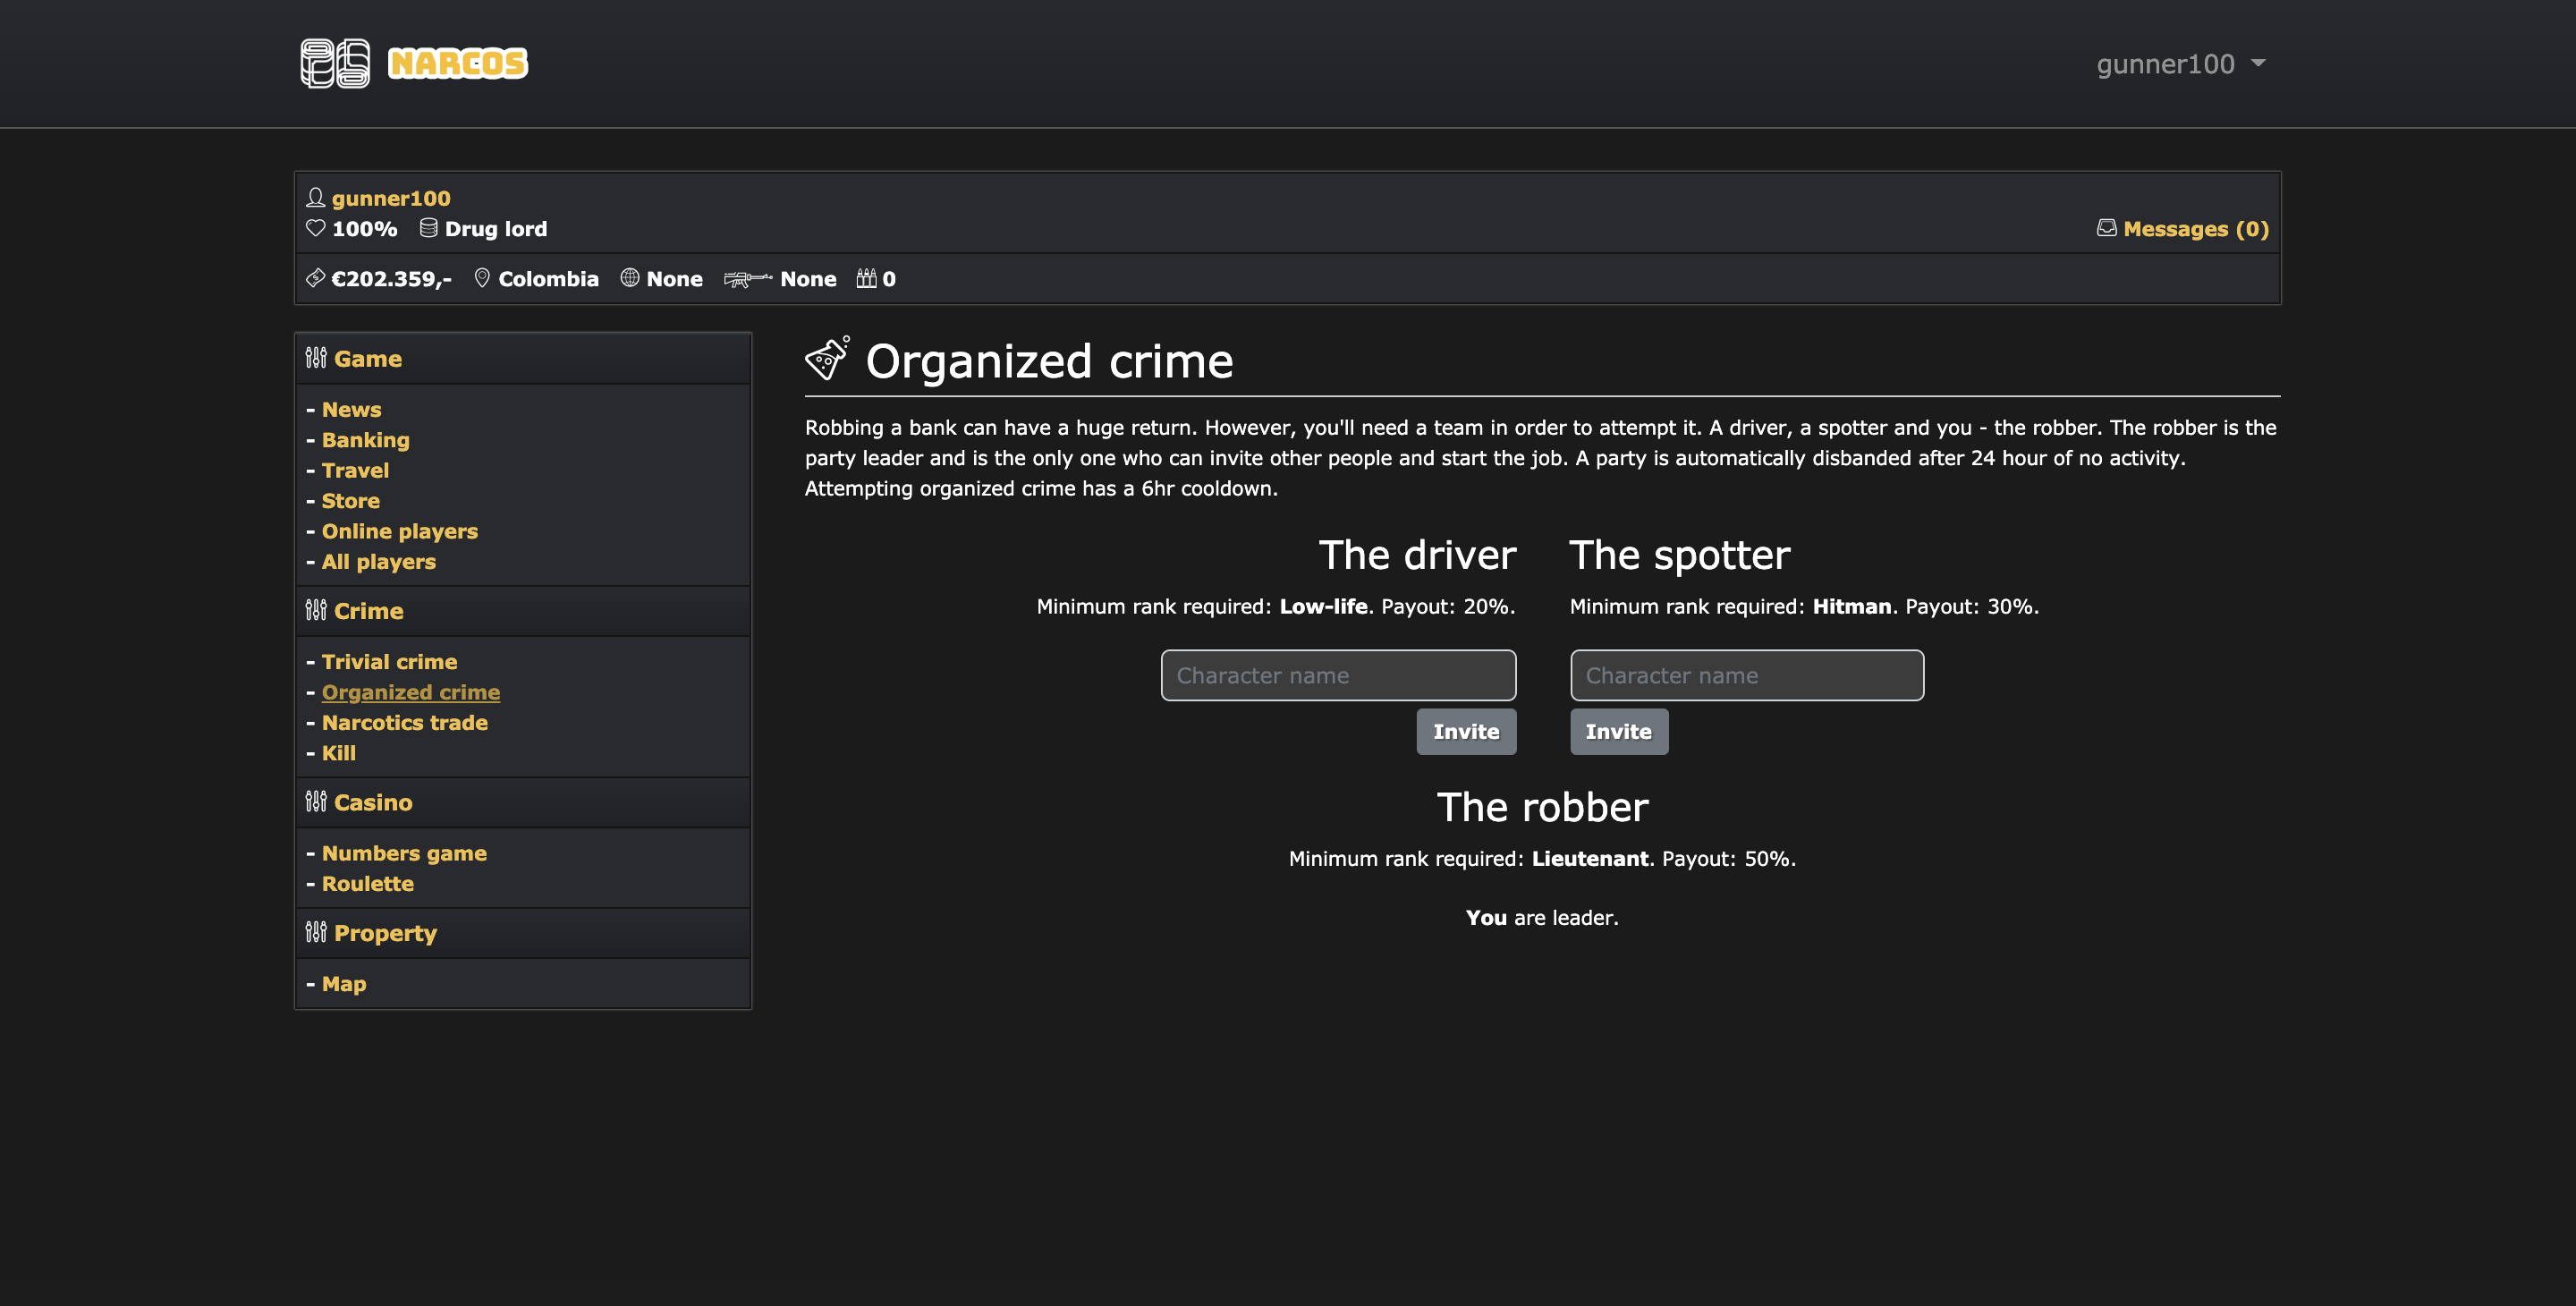 NARCOS
gunner100
gunner100
100% Drug lord
Messages (0)
€202.359,- Colombia None None 0
Game
- News
- Banking
- Travel
- Store
- Online players
- All players
Crime
- Trivial crime
- Organized crime
- Narcotics trade
- Kill
Casino
- Numbers game
- Roulette
Property
- Map
Organized crime
Robbing a bank can have a huge return. However, you'll need a team in order to attempt it. A driver, a spotter and you - the robber. The robber is the
party leader and is the only one who can invite other people and start the job. A party is automatically disbanded after 24 hour of no activity.
Attempting organized crime has a 6hr cooldown.
The driver
Minimum rank required: Low-life. Payout: 20%.
Character name
Invite
The spotter
Minimum rank required: Hitman. Payout: 30%.
Character name
Invite
The robber
Minimum rank required: Lieutenant. Payout: 50%.
You are leader.